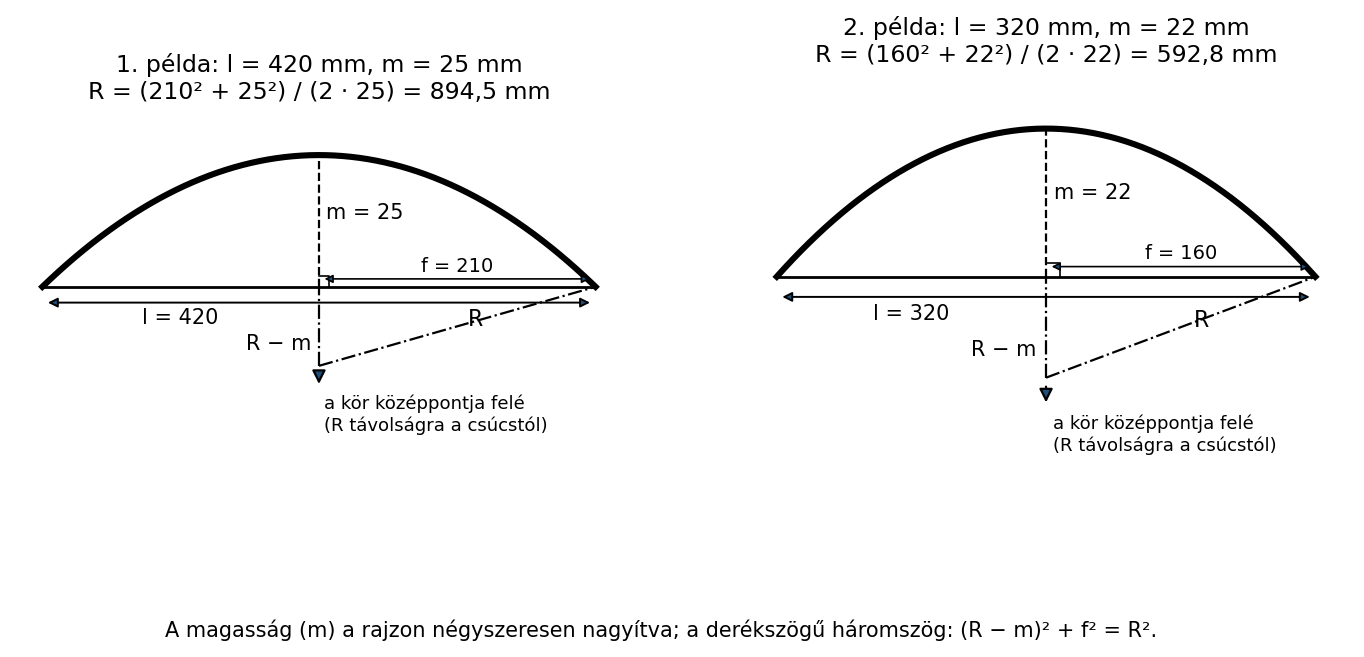 1. példa: l = 420 mm, m = 25 mm
R = (210² + 25²) / (2 · 25) = 894,5 mm
m = 25
f = 210
l = 420
R
R − m
a kör középpontja felé
(R távolságra a csúcstól)
2. példa: l = 320 mm, m = 22 mm
R = (160² + 22²) / (2 · 22) = 592,8 mm
m = 22
f = 160
l = 320
R
R − m
a kör középpontja felé
(R távolságra a csúcstól)
A magasság (m) a rajzon négyszeresen nagyítva; a derékszögű háromszög: (R − m)² + f² = R².